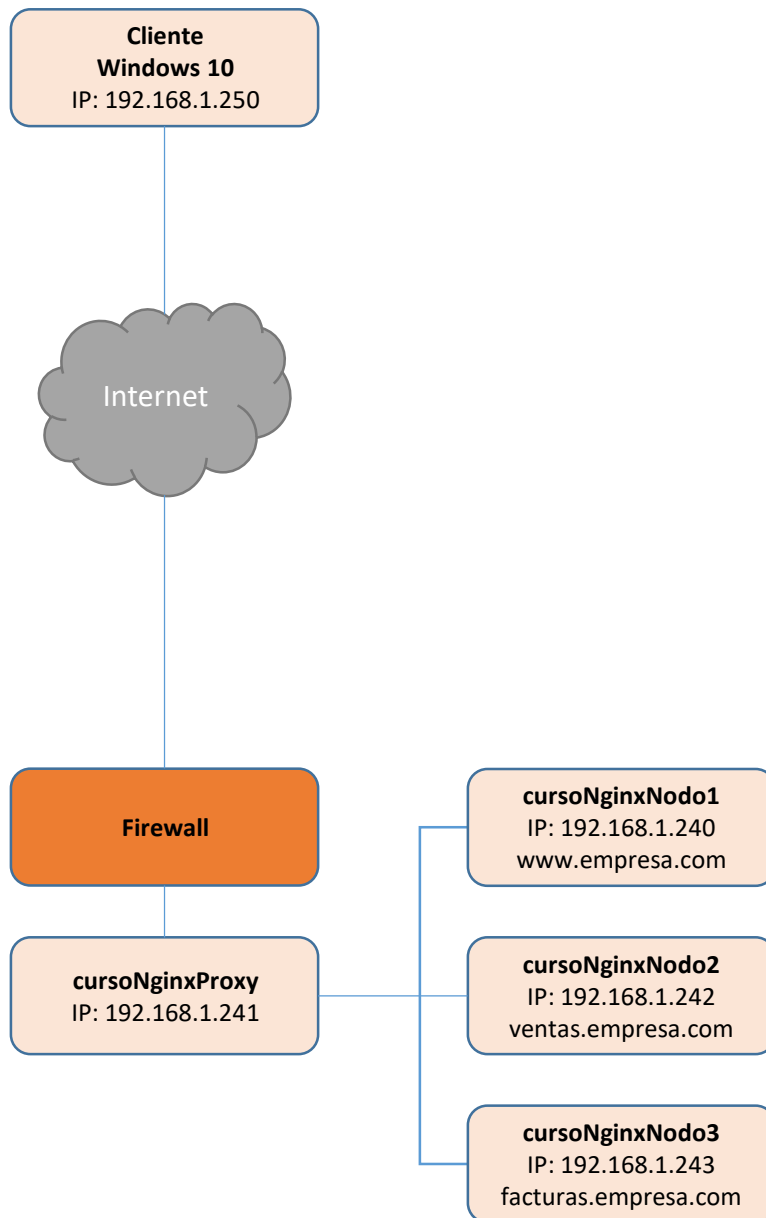 Cliente
Windows 10
IP: 192.168.1.250
Internet
Firewall
cursoNginxProxy
IP: 192.168.1.241
cursoNginxNodo1
IP: 192.168.1.240
www.empresa.com
cursoNginxNodo2
IP: 192.168.1.242
ventas.empresa.com
cursoNginxNodo3
IP: 192.168.1.243
facturas.empresa.com